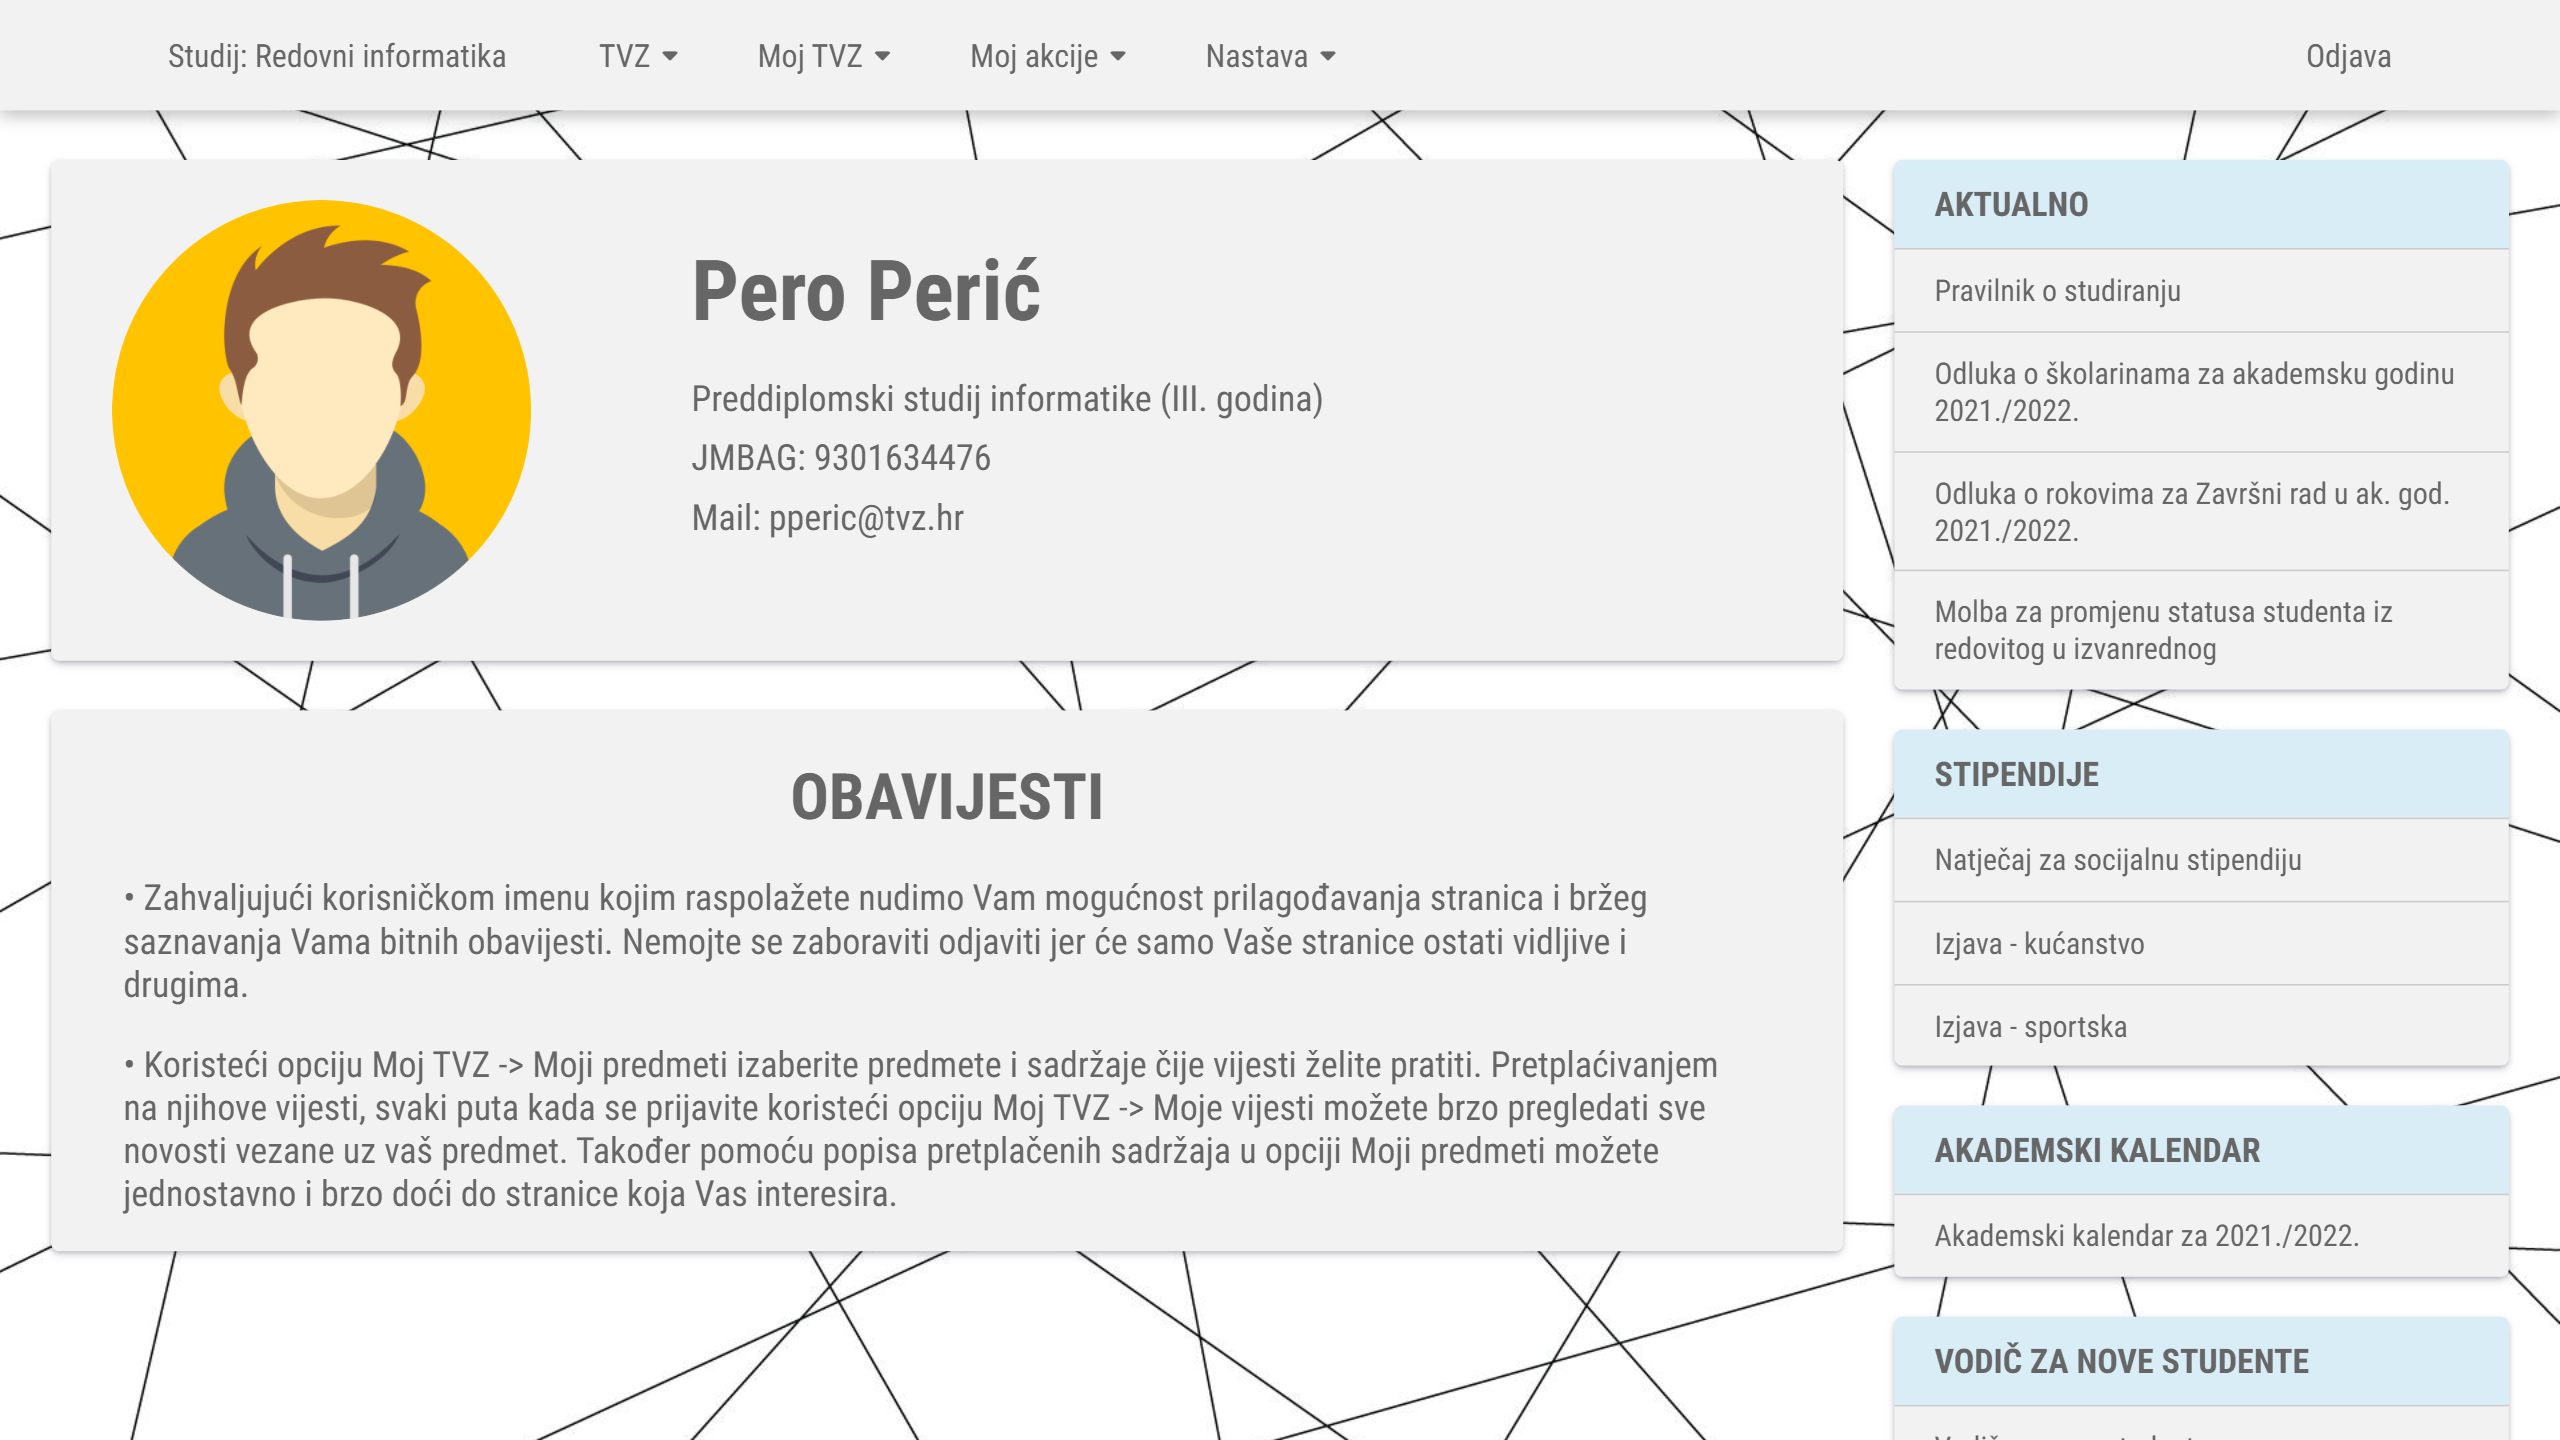 Studij: Redovni informatika
TVZ
Moj TVZ
Moj akcije
Nastava
Odjava
Pero Perić
Preddiplomski studij informatike (III. godina)
JMBAG: 9301634476
Mail: pperic@tvz.hr
OBAVIJESTI
• Zahvaljujući korisničkom imenu kojim raspolažete nudimo Vam mogućnost prilagođavanja stranica i bržeg
saznavanja Vama bitnih obavijesti. Nemojte se zaboraviti odjaviti jer će samo Vaše stranice ostati vidljive i
drugima.
• Koristeći opciju Moj TVZ -> Moji predmeti izaberite predmete i sadržaje čije vijesti želite pratiti. Pretplaćivanjem
na njihove vijesti, svaki puta kada se prijavite koristeći opciju Moj TVZ -> Moje vijesti možete brzo pregledati sve
novosti vezane uz vaš predmet. Također pomoću popisa pretplačenih sadržaja u opciji Moji predmeti možete
jednostavno i brzo doći do stranice koja Vas interesira.
AKTUALNO
Pravilnik o studiranju
Odluka o školarinama za akademsku godinu
2021./2022.
Odluka o rokovima za Završni rad u ak. god.
2021./2022.
Molba za promjenu statusa studenta iz
redovitog u izvanrednog
STIPENDIJE
Natječaj za socijalnu stipendiju
Izjava - kućanstvo
Izjava - sportska
AKADEMSKI KALENDAR
Akademski kalendar za 2021./2022.
VODIČ ZA NOVE STUDENTE